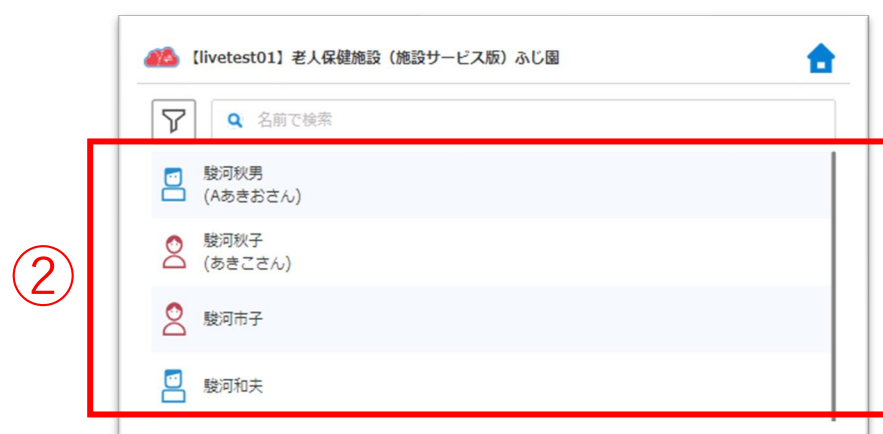 【livetest01】老人保健施設（施設サービス版）ふじ園
名前で検索
②
駿河秋男
(Aあきおさん)
駿河秋子
(あきこさん)
駿河市子
駿河和夫